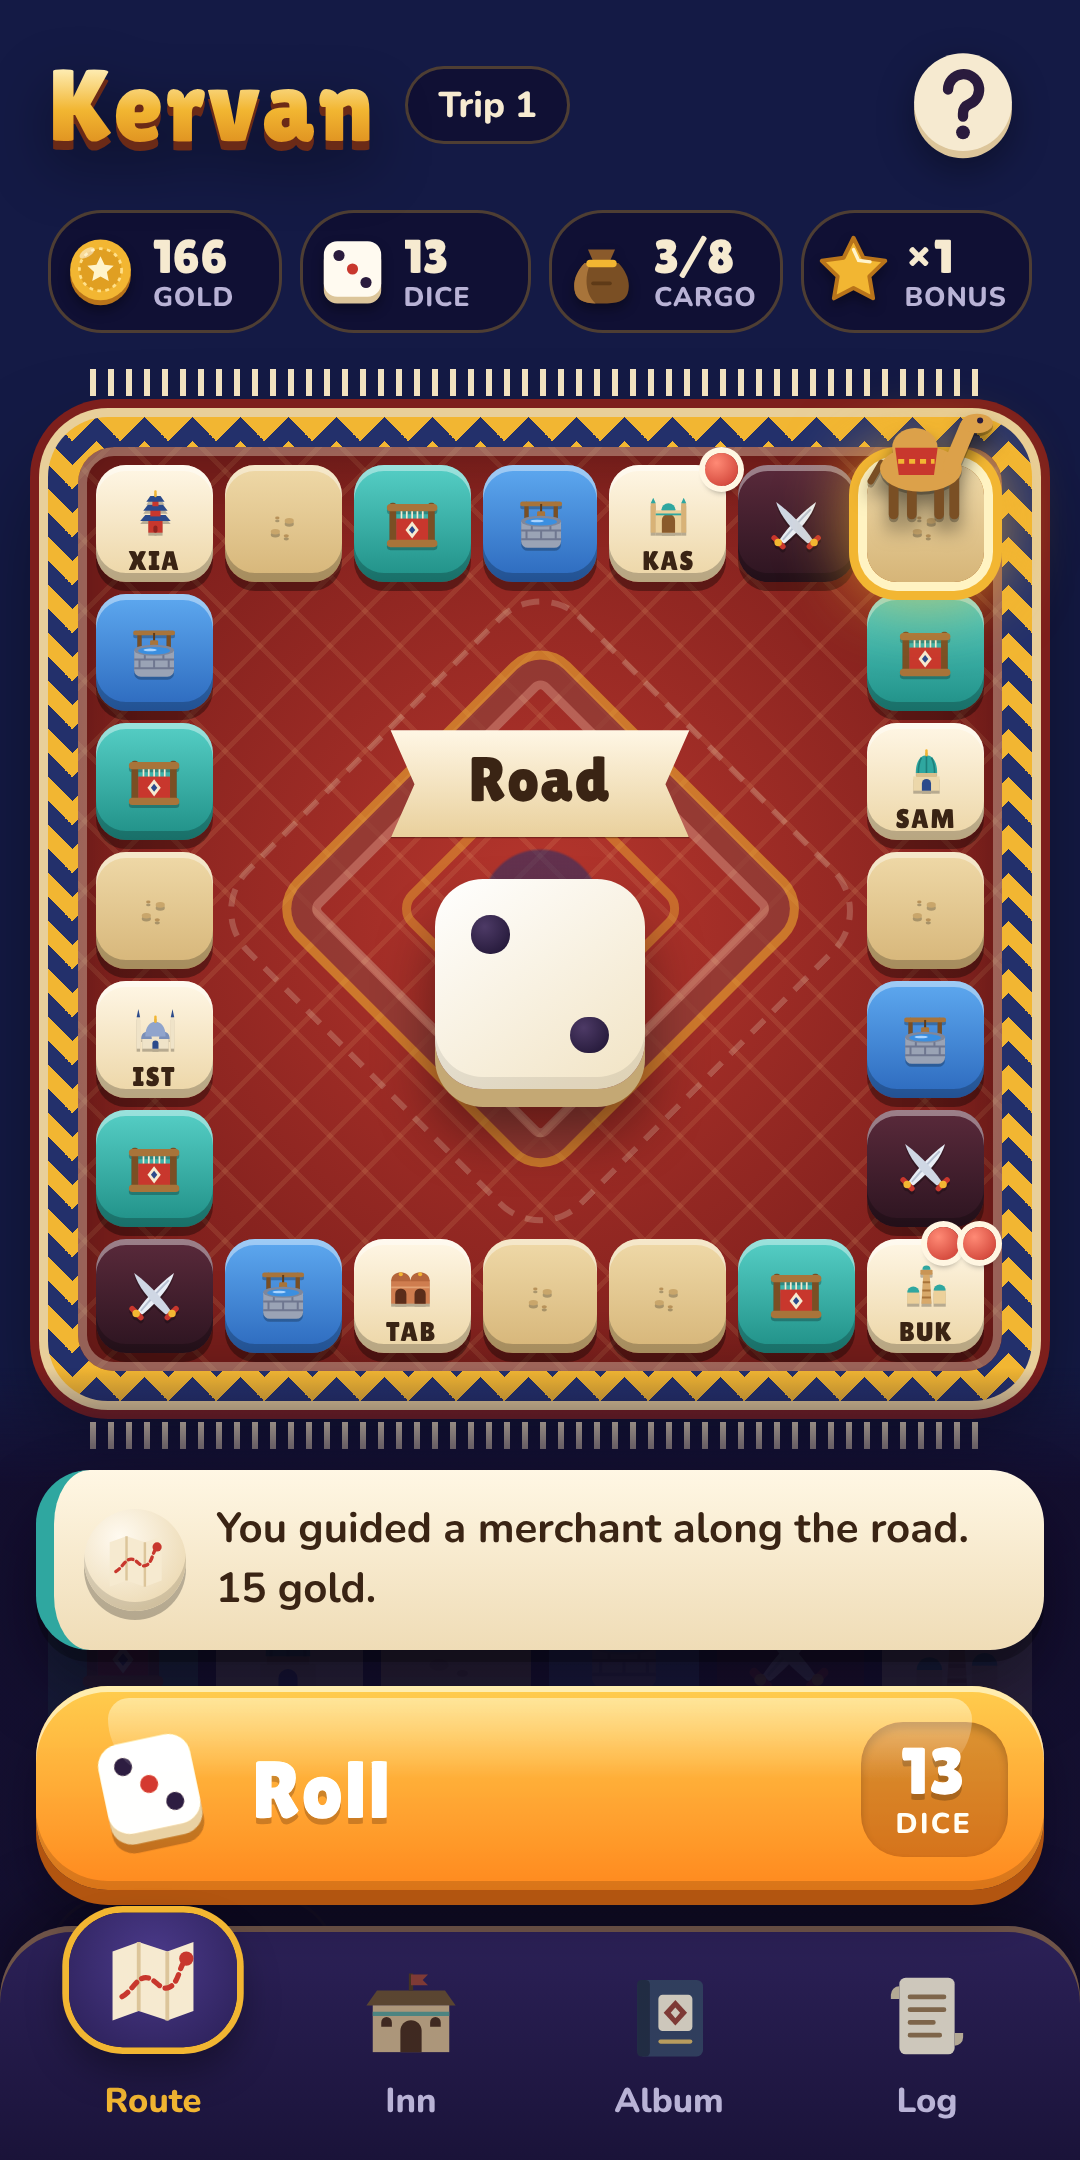 Kervan
Trip 1
?
166
GOLD
13
DICE
3/8
CARGO
×1
BONUS
XIA
KAS
SAM
Road
IST
TAB
BUK
You guided a merchant along the road.
15 gold.
Roll
13
DICE
Route
Inn
Album
Log